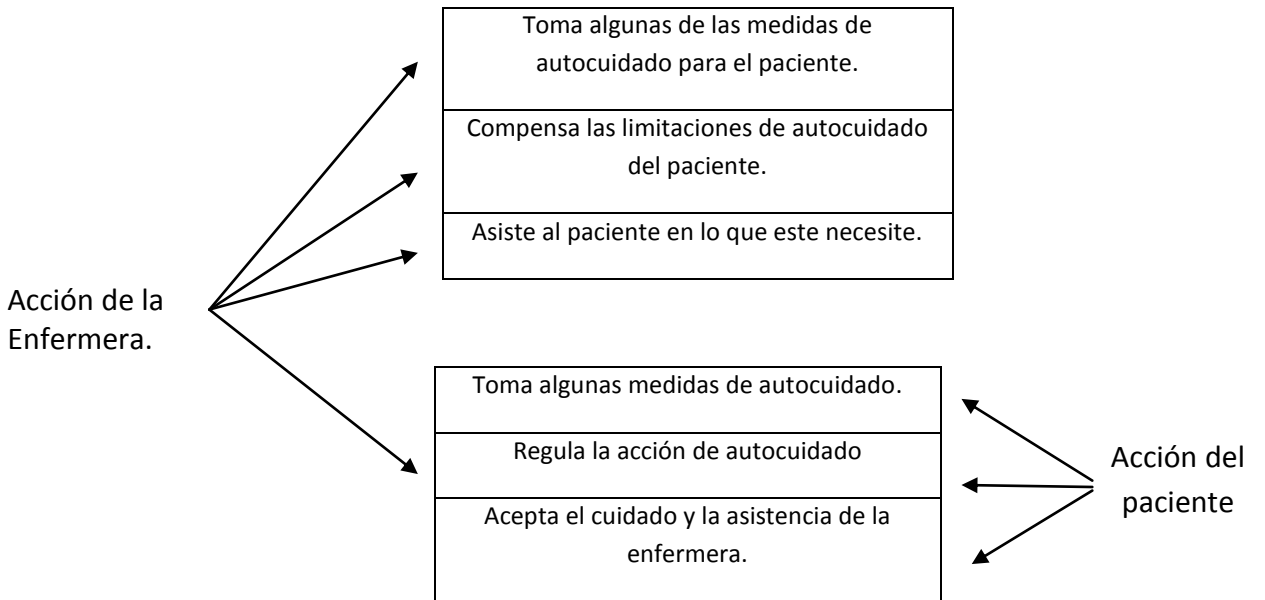 Toma algunas de las medidas de
autocuidado para el paciente.
Compensa las limitaciones de autocuidado
del paciente.
Asiste al paciente en lo que este necesite.
Acción de la
Enfermera.
Toma algunas medidas de autocuidado.
Regula la acción de autocuidado
Acepta el cuidado y la asistencia de la
enfermera.
Acción del
paciente